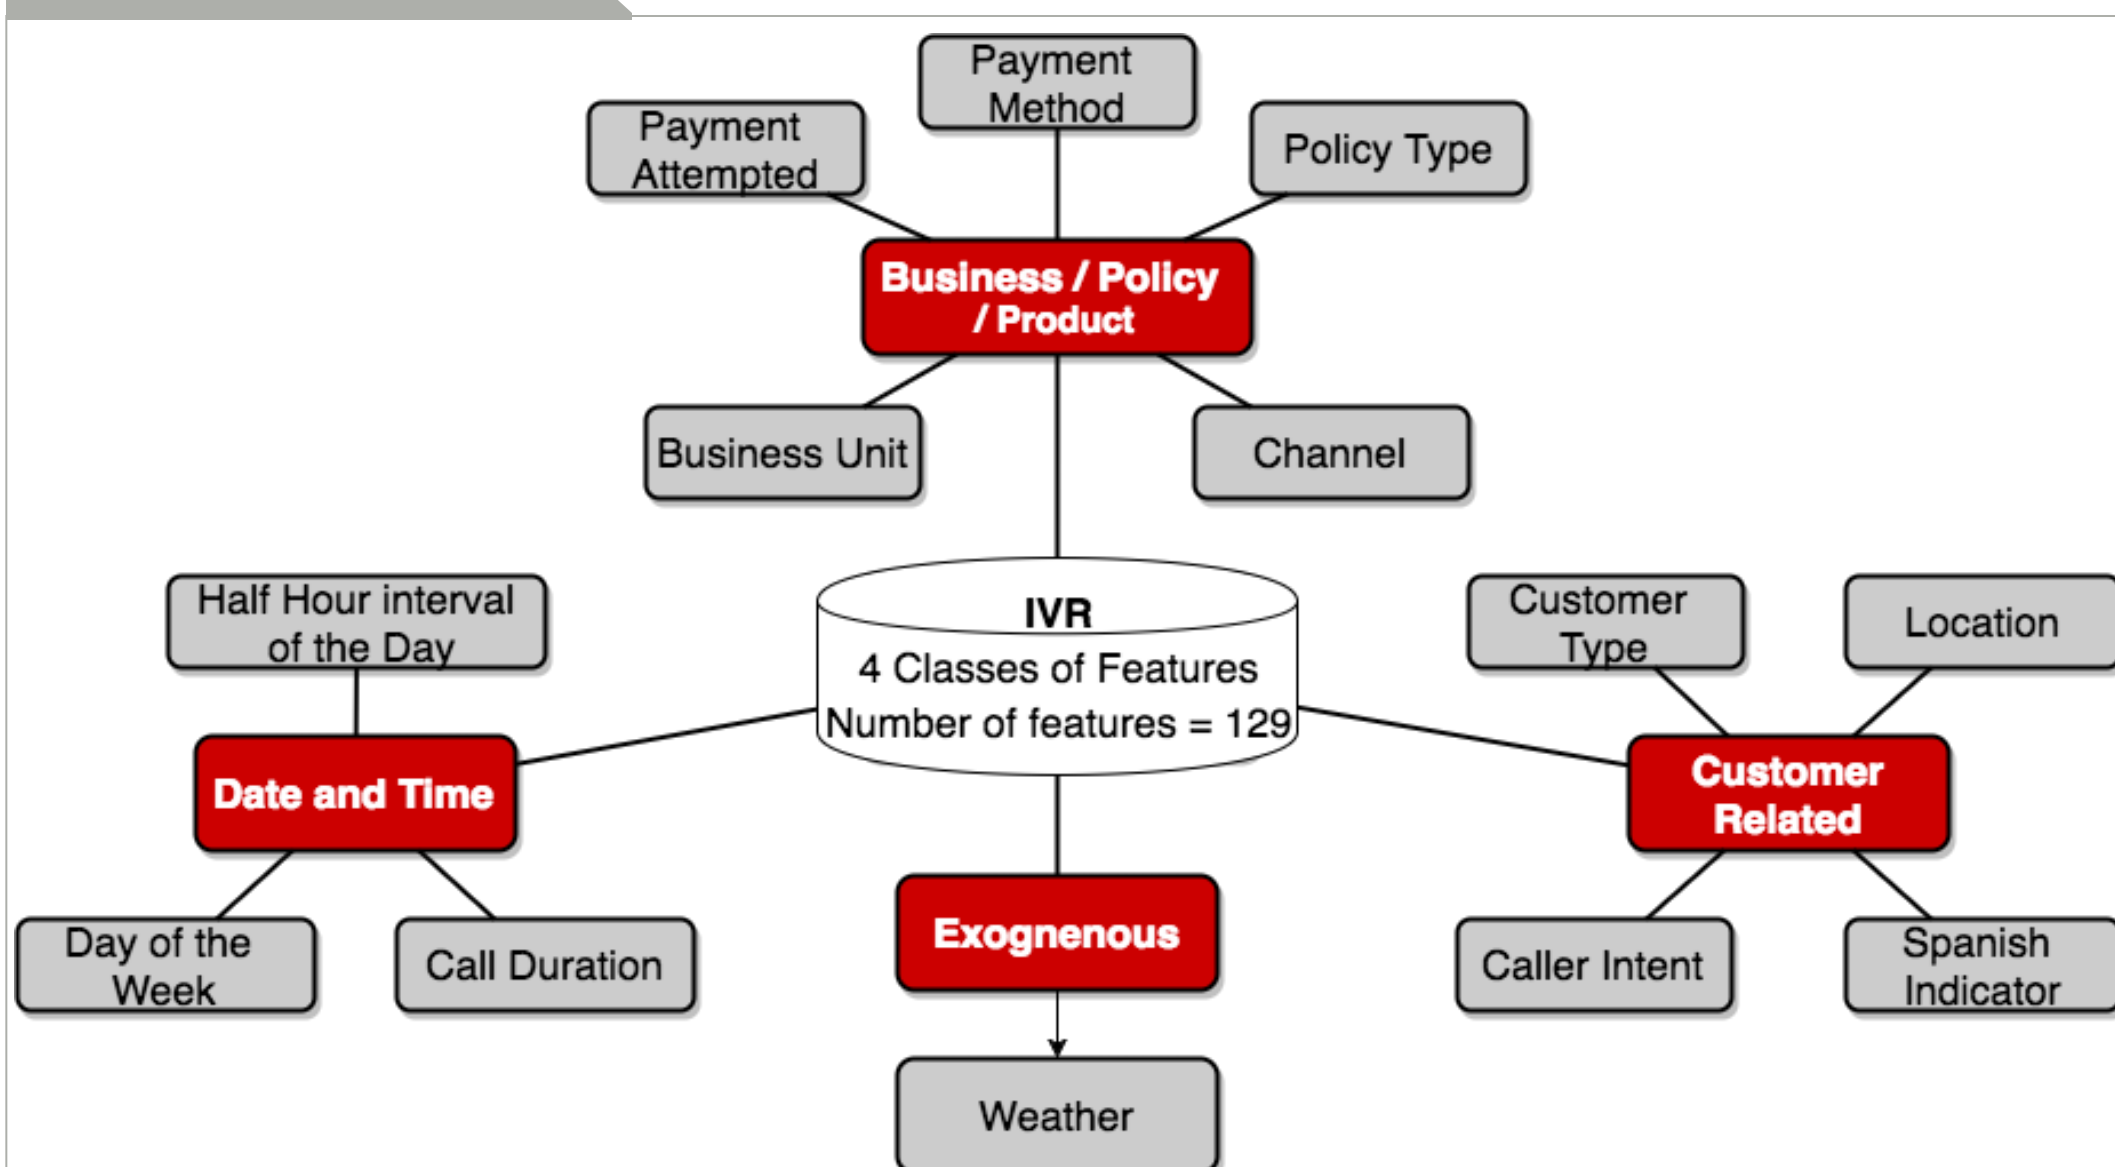 Payment
Method
Payment
Attempted
Policy Type
Business / Policy
/ Product
Business Unit
Channel
Half Hour interval
of the Day
IVR
4 Classes of Features
Number of features = 129
Customer
Type
Location
Date and Time
Customer
Related
Day of the
Week
Call Duration
Exognenous
Caller Intent
Spanish
Indicator
Weather